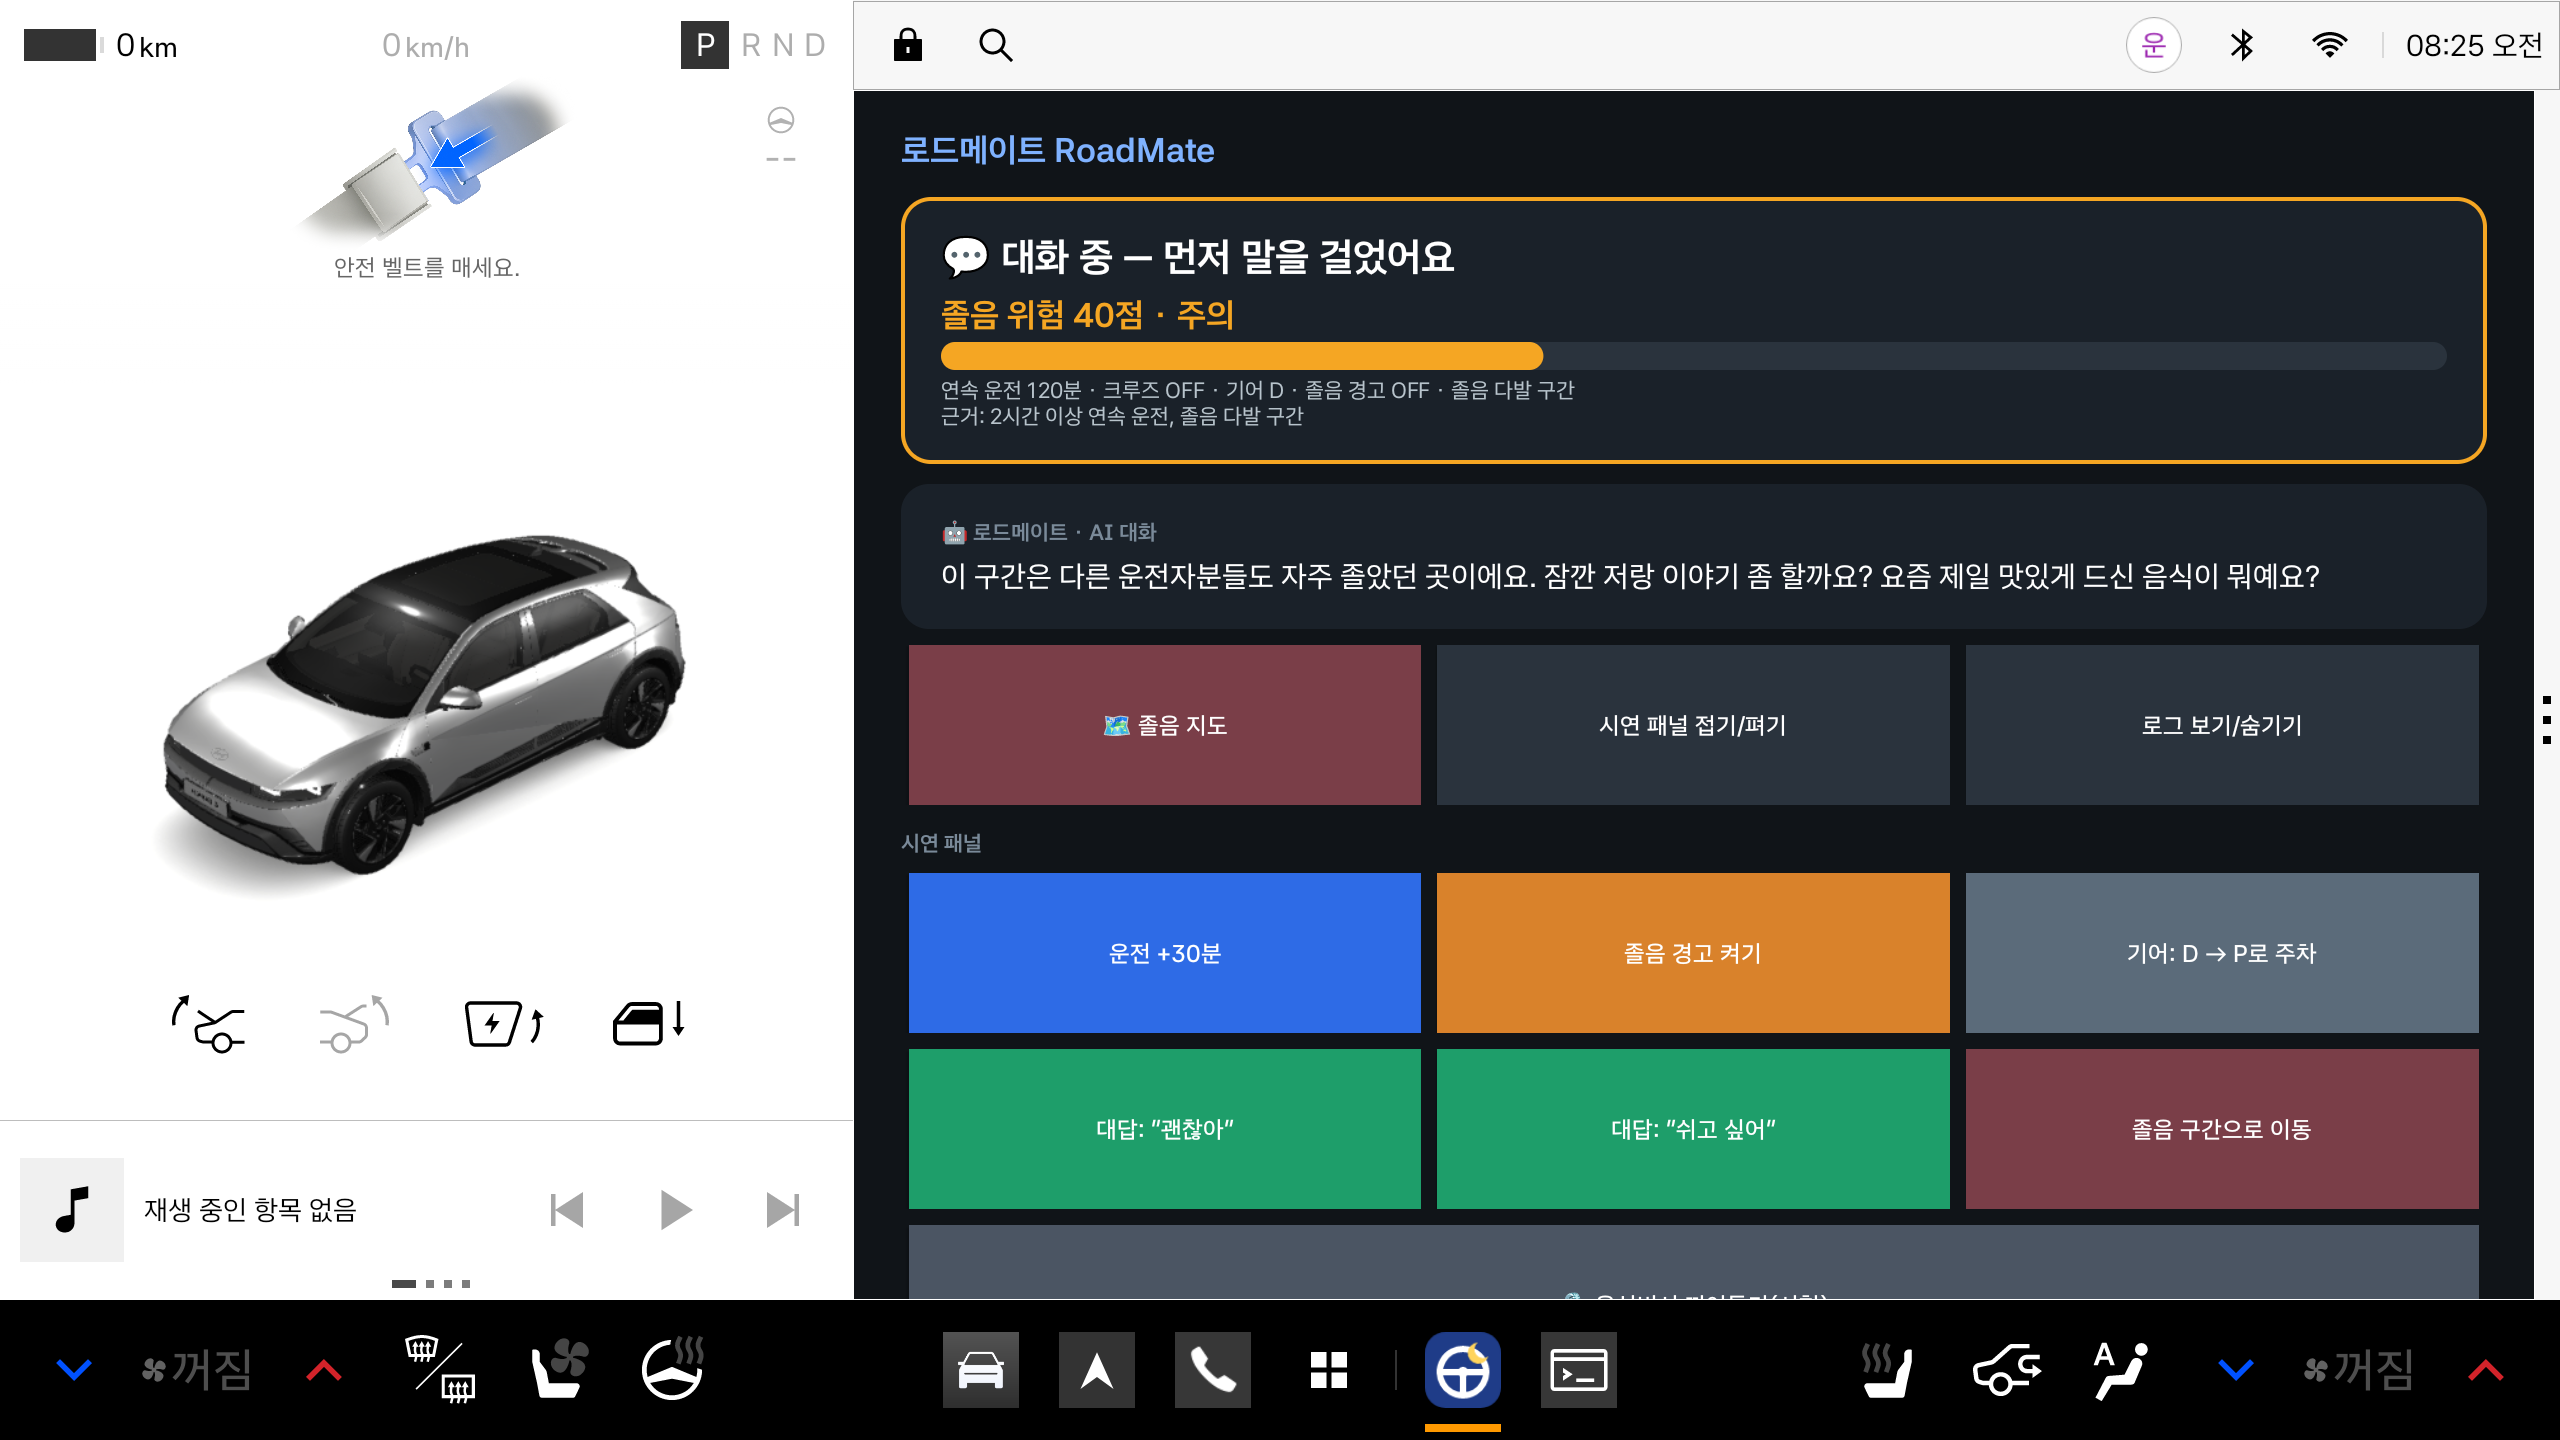 0 km
0 km/h
P R N D
안전 벨트를 매세요.
재생 중인 항목 없음
운
08:25 오전
로드메이트 RoadMate
대화 중 — 먼저 말을 걸었어요
졸음 위험 40점 · 주의
연속 운전 120분 · 크루즈 OFF · 기어 D · 졸음 경고 OFF · 졸음 다발 구간
근거: 2시간 이상 연속 운전, 졸음 다발 구간
로드메이트 · AI 대화
이 구간은 다른 운전자분들도 자주 졸았던 곳이에요. 잠깐 저랑 이야기 좀 할까요? 요즘 제일 맛있게 드신 음식이 뭐예요?
졸음 지도
시연 패널 접기/펴기
로그 보기/숨기기
시연 패널
운전 +30분
졸음 경고 켜기
기어: D → P로 주차
대답: "괜찮아"
대답: "쉬고 싶어"
졸음 구간으로 이동
꺼짐
A
꺼짐